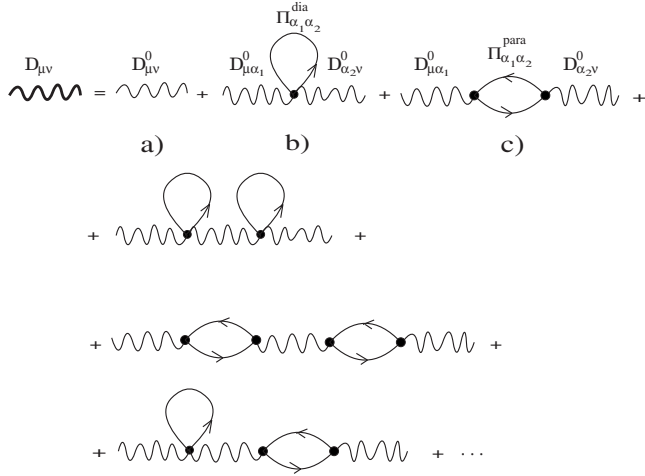 Π^dia_α₁α₂
D_μν D^0_μν D^0_μα₁ D^0_α₂ν D^0_μα₁ Π^para_α₁α₂ D^0_α₂ν
= + + +
a) b) c)
+ +
+ +
+ + ...